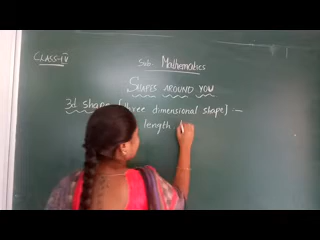 CLASS-IV
Sub- Mathematics
SHAPES AROUND YOU
3d shape [three dimensional shape] :-
length